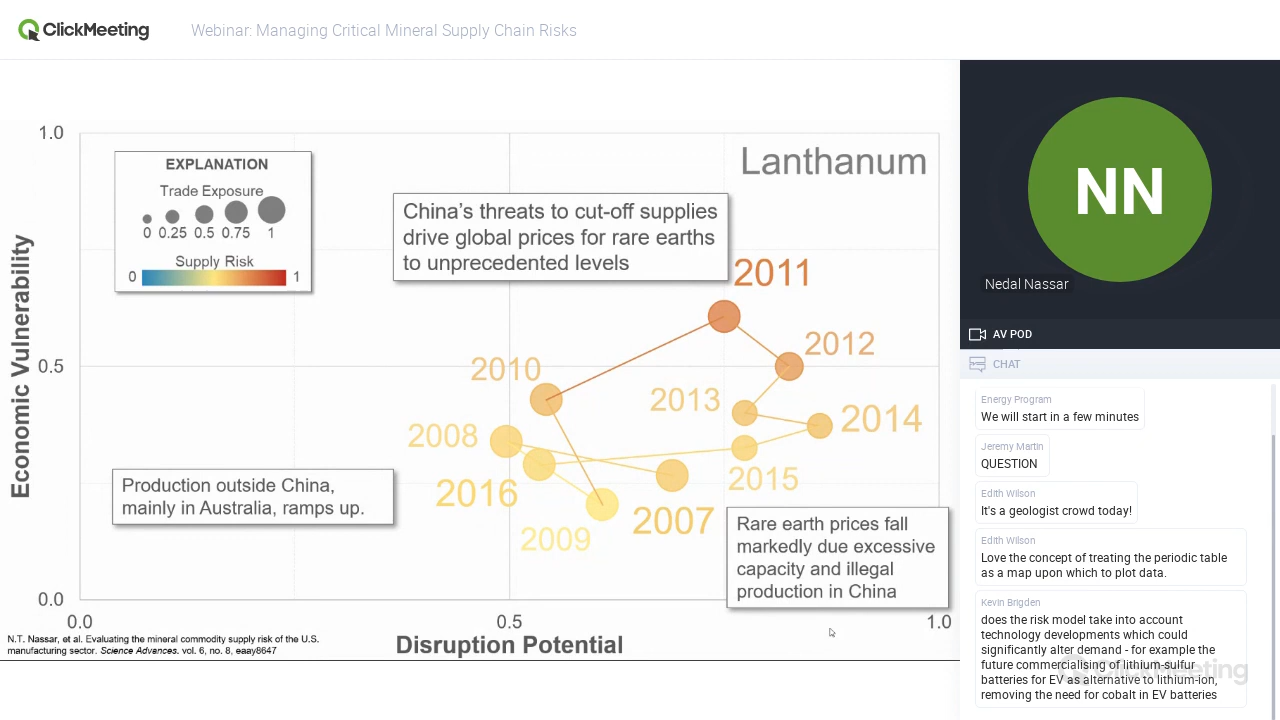 ClickMeeting
Webinar: Managing Critical Mineral Supply Chain Risks
1.0
EXPLANATION
Trade Exposure
0 0.25 0.5 0.75 1
Supply Risk
0 1
Lanthanum
China's threats to cut-off supplies
drive global prices for rare earths
to unprecedented levels
2011
2012
2010
0.5
2013
2014
2008
2015
2016
2007
2009
Economic Vulnerability
Production outside China,
mainly in Australia, ramps up.
Rare earth prices fall
markedly due excessive
capacity and illegal
production in China
0.0
0.0 0.5 1.0
Disruption Potential
N.T. Nassar, et al. Evaluating the mineral commodity supply risk of the U.S.
manufacturing sector. Science Advances. vol. 6, no. 8, eaay8647
NN
Nedal Nassar
AV POD
CHAT
Energy Program
We will start in a few minutes
Jeremy Martin
QUESTION
Edith Wilson
It's a geologist crowd today!
Edith Wilson
Love the concept of treating the periodic table
as a map upon which to plot data.
Kevin Brigden
does the risk model take into account
technology developments which could
significantly alter demand - for example the
future commercialising of lithium-sulfur
batteries for EV as alternative to lithium-ion,
removing the need for cobalt in EV batteries
ClickMeeting